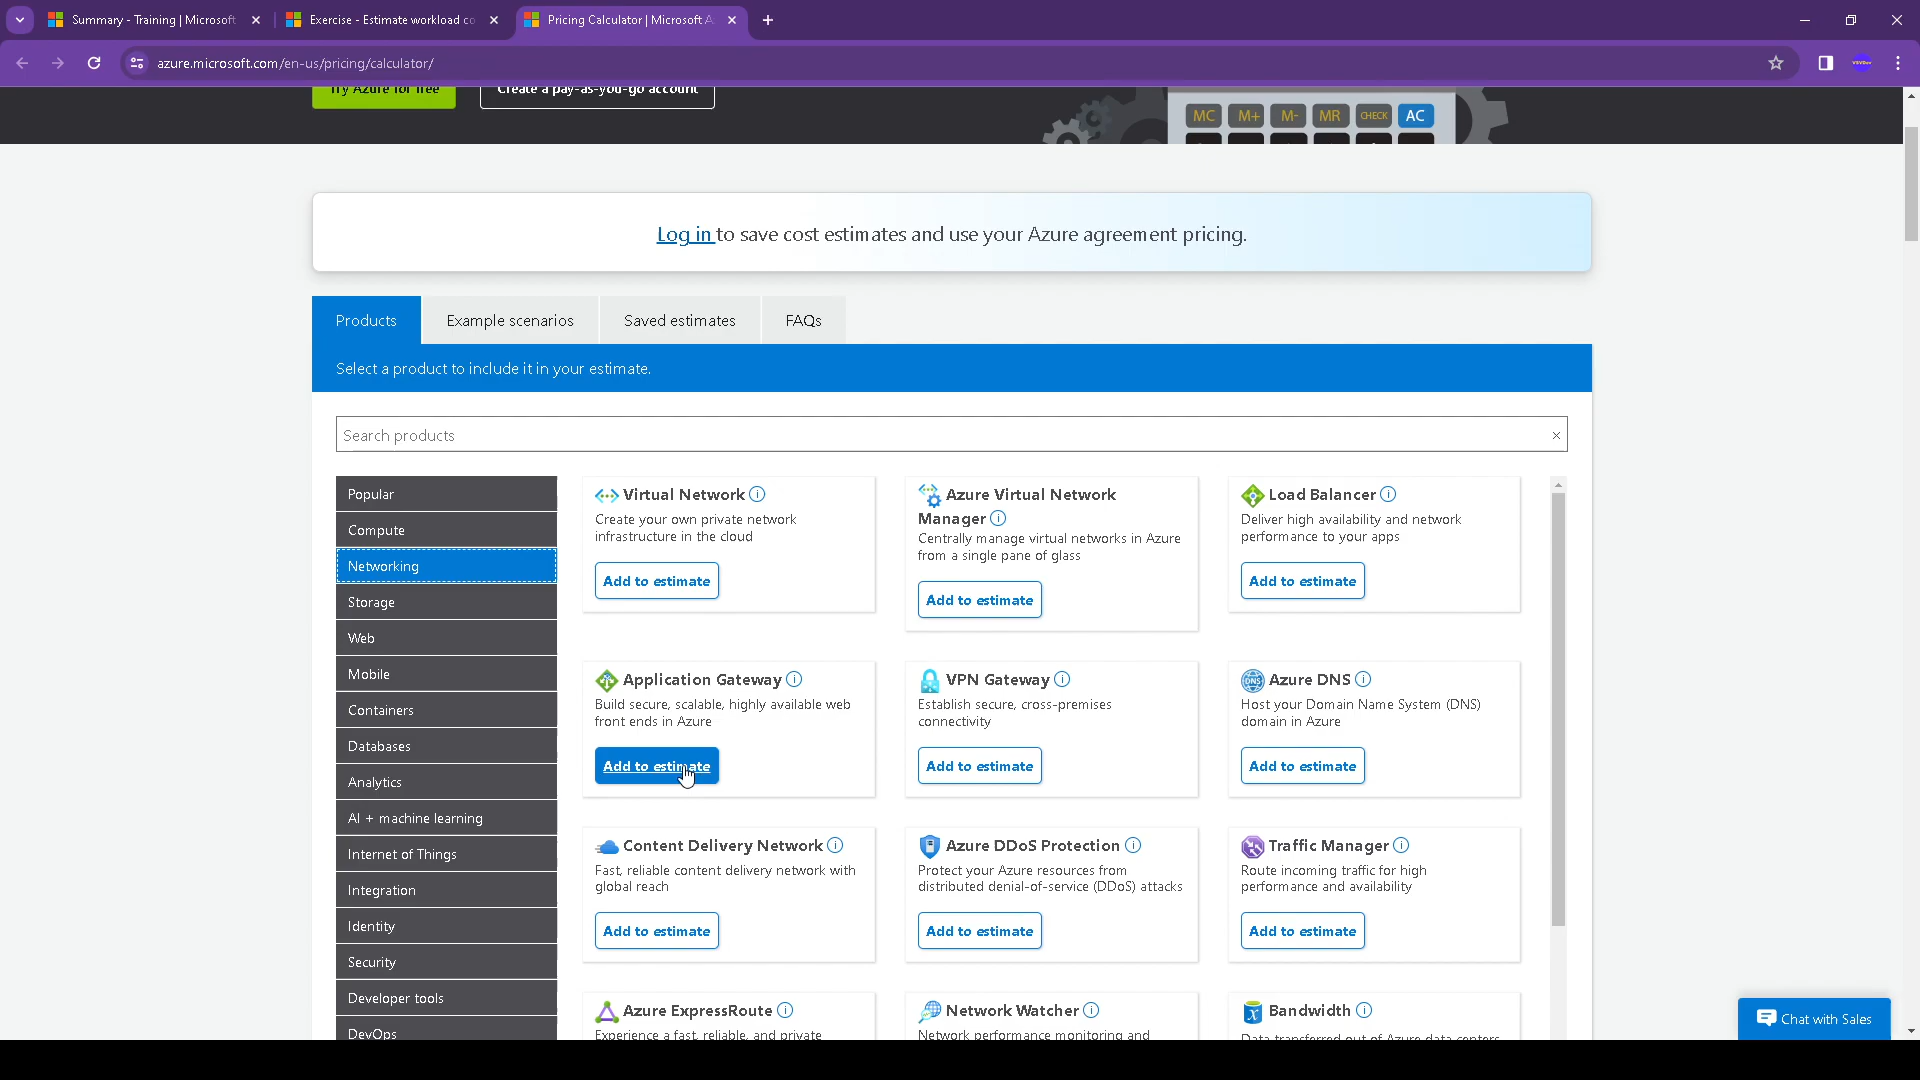 Summary - Training | Microsoft
Exercise - Estimate workload co
Pricing Calculator | Microsoft A
azure.microsoft.com/en-us/pricing/calculator/
Try Azure for free
Create a pay-as-you-go account
MC M+ M- MR CHECK AC
Log in to save cost estimates and use your Azure agreement pricing.
Products
Example scenarios
Saved estimates
FAQs
Select a product to include it in your estimate.
Search products
Popular
Compute
Networking
Storage
Web
Mobile
Containers
Databases
Analytics
AI + machine learning
Internet of Things
Integration
Identity
Security
Developer tools
DevOps
Virtual Network
Create your own private network
infrastructure in the cloud
Add to estimate
Azure Virtual Network
Manager
Centrally manage virtual networks in Azure
from a single pane of glass
Add to estimate
Load Balancer
Deliver high availability and network
performance to your apps
Add to estimate
Application Gateway
Build secure, scalable, highly available web
front ends in Azure
Add to estimate
VPN Gateway
Establish secure, cross-premises
connectivity
Add to estimate
DNS
Azure DNS
Host your Domain Name System (DNS)
domain in Azure
Add to estimate
Content Delivery Network
Fast, reliable content delivery network with
global reach
Add to estimate
Azure DDoS Protection
Protect your Azure resources from
distributed denial-of-service (DDoS) attacks
Add to estimate
Traffic Manager
Route incoming traffic for high
performance and availability
Add to estimate
Azure ExpressRoute
Experience a fast, reliable, and private
Network Watcher
Network performance monitoring and
Bandwidth
Data transferred out of Azure data centers
Chat with Sales